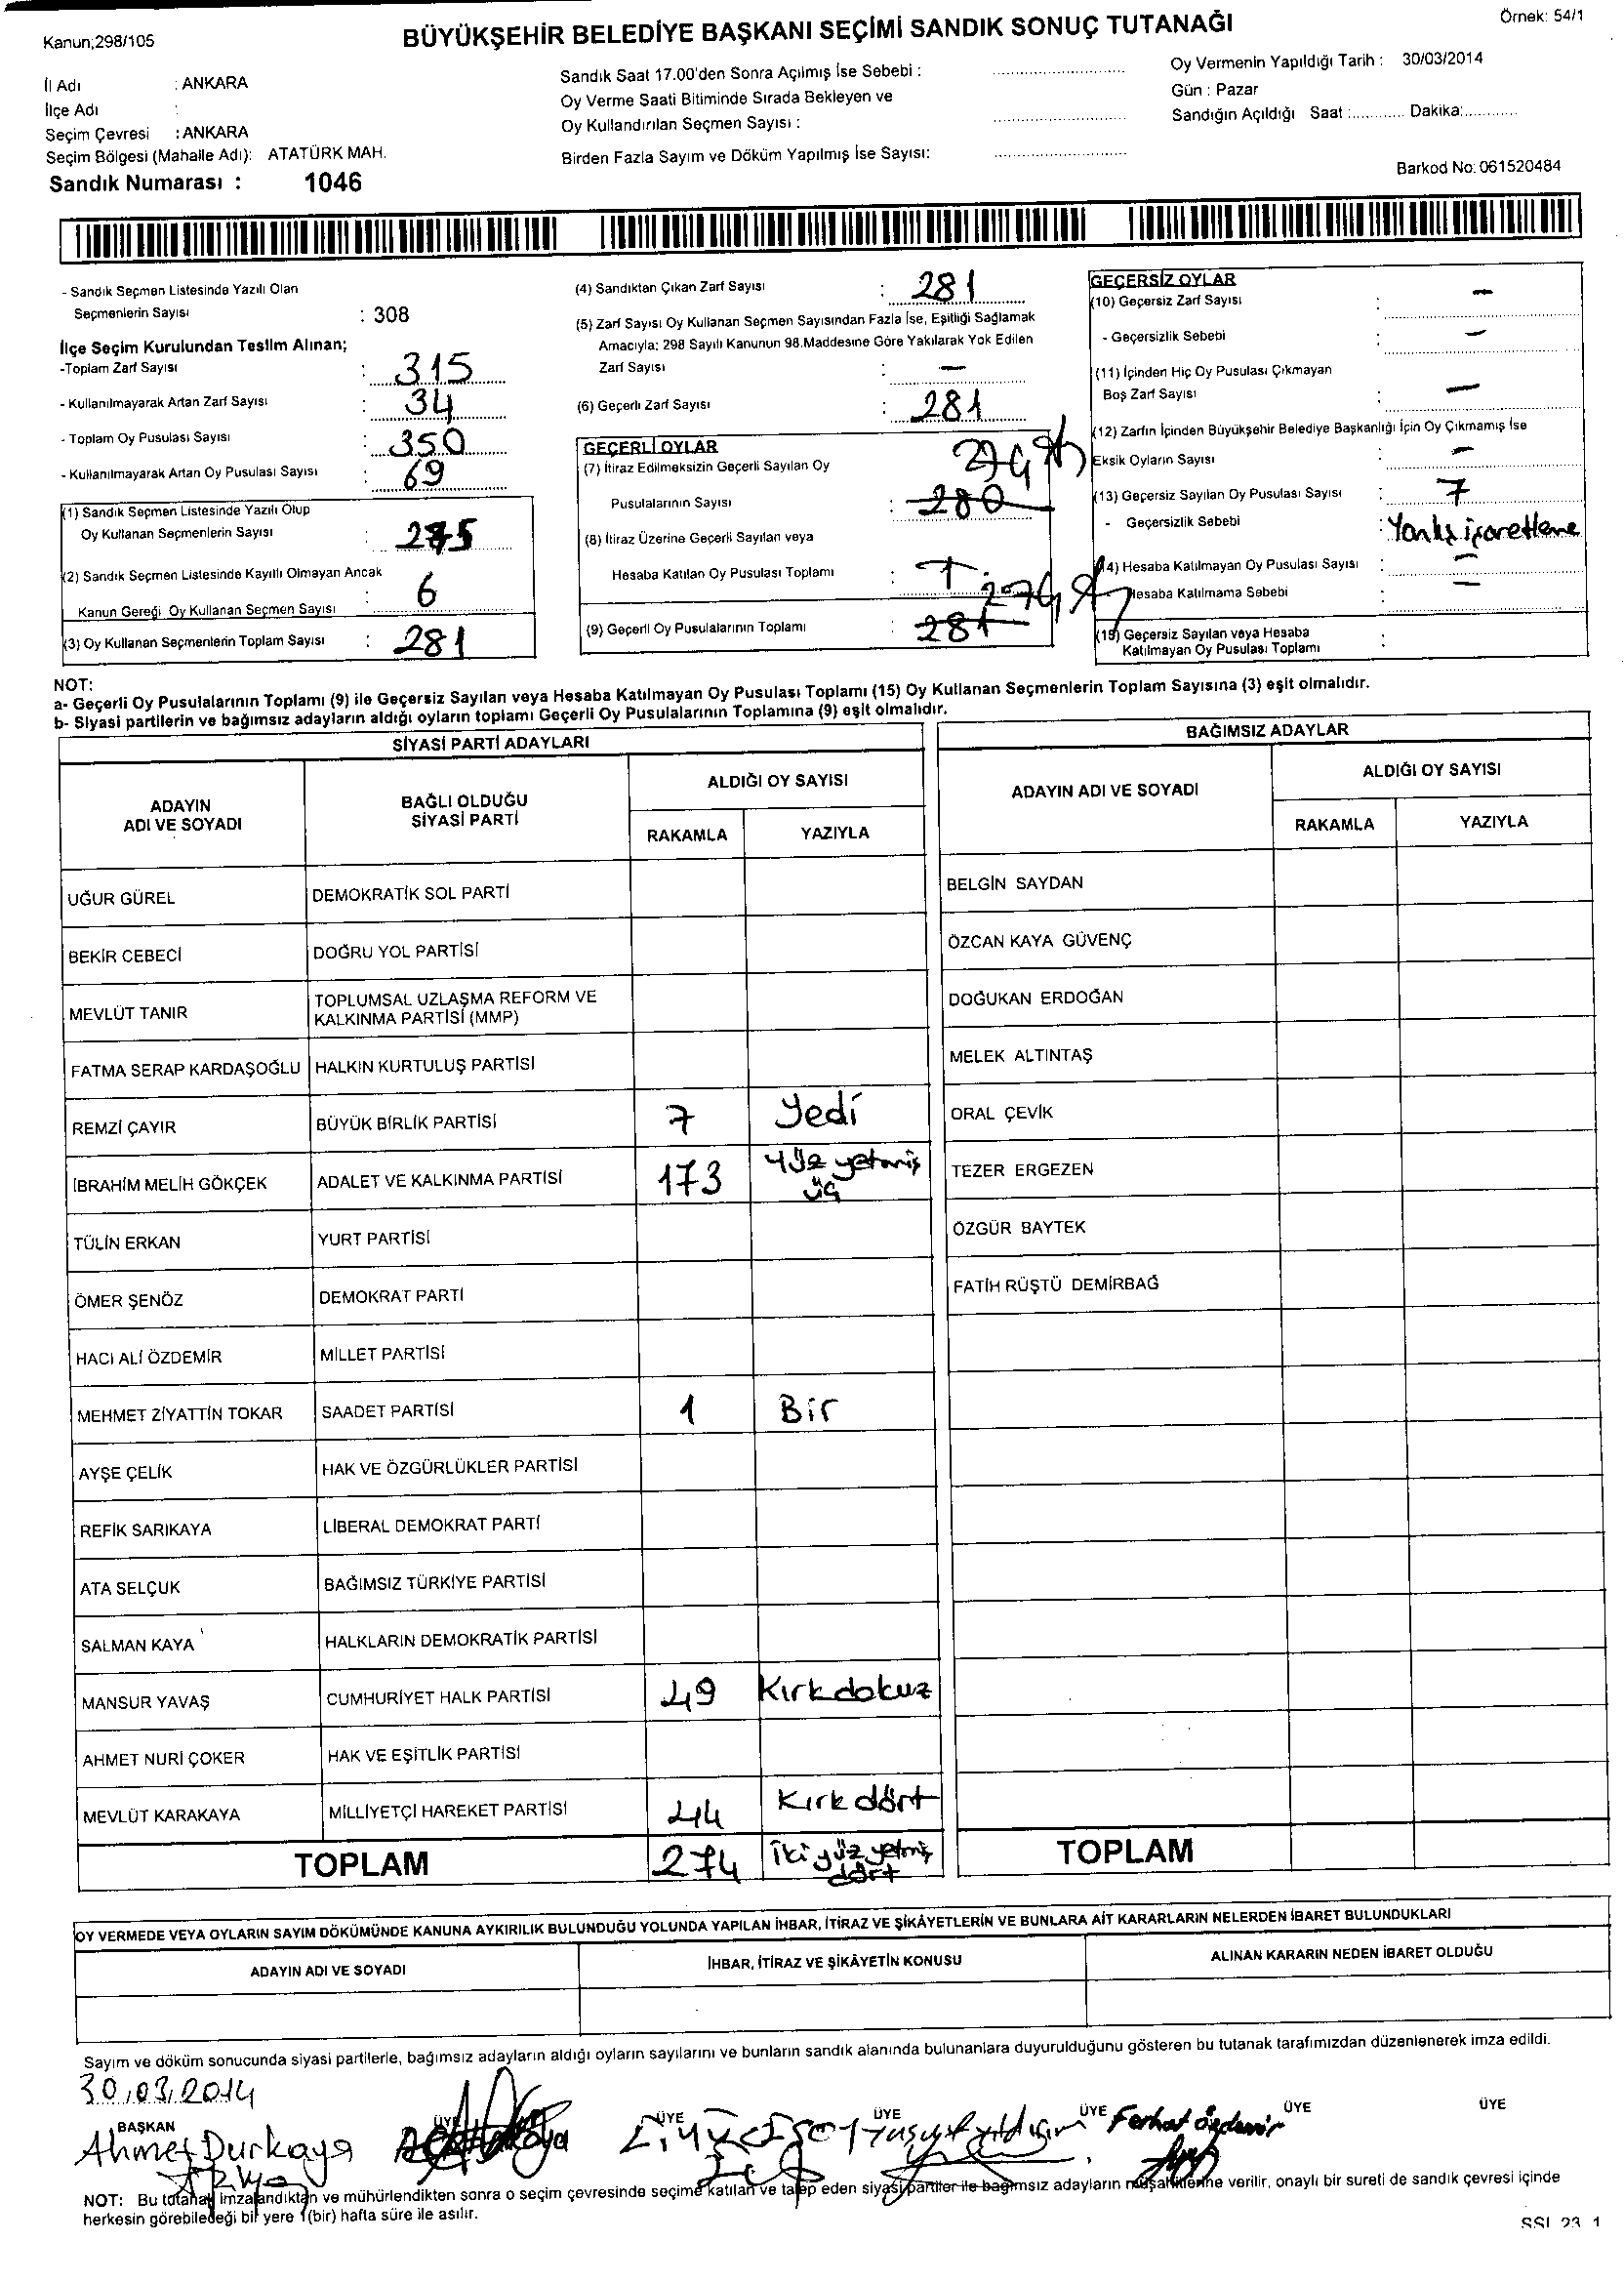 Kanun;298/105
BÜYÜKŞEHİR BELEDİYE BAŞKANI SEÇİMİ SANDIK SONUÇ TUTANAĞI
Örnek: 54/1
İl Adı : ANKARA
İlçe Adı :
Seçim Çevresi : ANKARA
Seçim Bölgesi (Mahalle Adı): ATATÜRK MAH.
Sandık Numarası : 1046
Sandık Saat 17.00'den Sonra Açılmış İse Sebebi :
Oy Verme Saati Bitiminde Sırada Bekleyen ve
Oy Kullandırılan Seçmen Sayısı :
Birden Fazla Sayım ve Döküm Yapılmış İse Sayısı:
Oy Vermenin Yapıldığı Tarih : 30/03/2014
Gün : Pazar
Sandığın Açıldığı Saat :............ Dakika:............
Barkod No: 061520484
- Sandık Seçmen Listesinde Yazılı Olan
Seçmenlerin Sayısı : 308
İlçe Seçim Kurulundan Teslim Alınan;
-Toplam Zarf Sayısı : 315
- Kullanılmayarak Artan Zarf Sayısı : 34
- Toplam Oy Pusulası Sayısı : 350
- Kullanılmayarak Artan Oy Pusulası Sayısı : 69
(1) Sandık Seçmen Listesinde Yazılı Olup
Oy Kullanan Seçmenlerin Sayısı : 275
(2) Sandık Seçmen Listesinde Kayıtlı Olmayan Ancak
Kanun Gereği Oy Kullanan Seçmen Sayısı : 6
(3) Oy Kullanan Seçmenlerin Toplam Sayısı : 281
(4) Sandıktan Çıkan Zarf Sayısı : 281
(5) Zarf Sayısı Oy Kullanan Seçmen Sayısından Fazla İse, Eşitliği Sağlamak
Amacıyla; 298 Sayılı Kanunun 98.Maddesine Göre Yakılarak Yok Edilen
Zarf Sayısı : —
(6) Geçerli Zarf Sayısı : 281
GEÇERLİ OYLAR
(7) İtiraz Edilmeksizin Geçerli Sayılan Oy 274
Pusulalarının Sayısı : 280
(8) İtiraz Üzerine Geçerli Sayılan veya
Hesaba Katılan Oy Pusulası Toplamı : 1
274
(9) Geçerli Oy Pusulalarının Toplamı : 281
GEÇERSİZ OYLAR
(10) Geçersiz Zarf Sayısı : —
- Geçersizlik Sebebi : —
(11) İçinden Hiç Oy Pusulası Çıkmayan
Boş Zarf Sayısı : —
(12) Zarfın İçinden Büyükşehir Belediye Başkanlığı İçin Oy Çıkmamış İse
Eksik Oyların Sayısı : —
(13) Geçersiz Sayılan Oy Pusulası Sayısı : 7
- Geçersizlik Sebebi : Yanlış işaretleme
(14) Hesaba Katılmayan Oy Pusulası Sayısı : —
Hesaba Katılmama Sebebi : —
(15) Geçersiz Sayılan veya Hesaba
Katılmayan Oy Pusulası Toplamı :
NOT:
a- Geçerli Oy Pusulalarının Toplamı (9) ile Geçersiz Sayılan veya Hesaba Katılmayan Oy Pusulası Toplamı (15) Oy Kullanan Seçmenlerin Toplam Sayısına (3) eşit olmalıdır.
b- Siyasi partilerin ve bağımsız adayların aldığı oyların toplamı Geçerli Oy Pusulalarının Toplamına (9) eşit olmalıdır.
SİYASİ PARTİ ADAYLARI
ADAYIN ADI VE SOYADI
BAĞLI OLDUĞU SİYASİ PARTİ
ALDIĞI OY SAYISI
RAKAMLA YAZIYLA
UĞUR GÜREL DEMOKRATİK SOL PARTİ
BEKİR CEBECİ DOĞRU YOL PARTİSİ
MEVLÜT TANIR TOPLUMSAL UZLAŞMA REFORM VE
KALKINMA PARTİSİ (MMP)
FATMA SERAP KARDAŞOĞLU HALKIN KURTULUŞ PARTİSİ
REMZİ ÇAYIR BÜYÜK BİRLİK PARTİSİ 7 Yedi
İBRAHİM MELİH GÖKÇEK ADALET VE KALKINMA PARTİSİ 173 Yüz yetmiş
üç
TÜLİN ERKAN YURT PARTİSİ
ÖMER ŞENÖZ DEMOKRAT PARTİ
HACI ALİ ÖZDEMİR MİLLET PARTİSİ
MEHMET ZİYATTİN TOKAR SAADET PARTİSİ 1 Bir
AYŞE ÇELİK HAK VE ÖZGÜRLÜKLER PARTİSİ
REFİK SARIKAYA LİBERAL DEMOKRAT PARTİ
ATA SELÇUK BAĞIMSIZ TÜRKİYE PARTİSİ
SALMAN KAYA HALKLARIN DEMOKRATİK PARTİSİ
MANSUR YAVAŞ CUMHURİYET HALK PARTİSİ 49 Kırkdokuz
AHMET NURİ ÇOKER HAK VE EŞİTLİK PARTİSİ
MEVLÜT KARAKAYA MİLLİYETÇİ HAREKET PARTİSİ 44 Kırk dört
TOPLAM 274 İki yüz yetmiş
dört
BAĞIMSIZ ADAYLAR
ADAYIN ADI VE SOYADI
ALDIĞI OY SAYISI
RAKAMLA YAZIYLA
BELGİN SAYDAN
ÖZCAN KAYA GÜVENÇ
DOĞUKAN ERDOĞAN
MELEK ALTINTAŞ
ORAL ÇEVİK
TEZER ERGEZEN
ÖZGÜR BAYTEK
FATİH RÜŞTÜ DEMİRBAĞ
TOPLAM
OY VERMEDE VEYA OYLARIN SAYIM DÖKÜMÜNDE KANUNA AYKIRILIK BULUNDUĞU YOLUNDA YAPILAN İHBAR, İTİRAZ VE ŞİKÂYETLERİN VE BUNLARA AİT KARARLARIN NELERDEN İBARET BULUNDUKLARI
ADAYIN ADI VE SOYADI
İHBAR, İTİRAZ VE ŞİKÂYETİN KONUSU
ALINAN KARARIN NEDEN İBARET OLDUĞU
Sayım ve döküm sonucunda siyasi partilerle, bağımsız adayların aldığı oyların sayılarını ve bunların sandık alanında bulunanlara duyurulduğunu gösteren bu tutanak tarafımızdan düzenlenerek imza edildi.
30.03.2014
BAŞKAN ÜYE ÜYE ÜYE ÜYE ÜYE ÜYE
Ahmet Durkaya Yusuf yıldırım Ferhat özdemir
NOT: Bu tutanak imzalandıktan ve mühürlendikten sonra o seçim çevresinde seçime katılan ve talep eden siyasi partiler ile bağımsız adayların müşahitlerine verilir, onaylı bir sureti de sandık çevresi içinde
herkesin görebileceği bir yere 1(bir) hafta süre ile asılır.